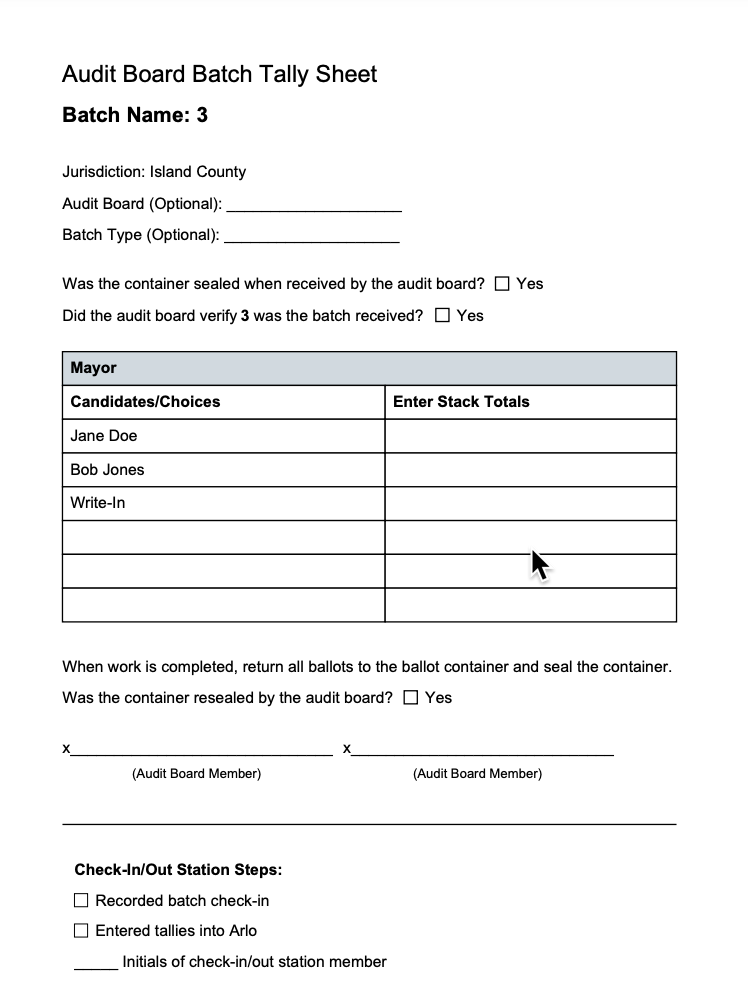 Audit Board Batch Tally Sheet
Batch Name: 3
Jurisdiction: Island County
Audit Board (Optional): ____________________
Batch Type (Optional): ____________________
Was the container sealed when received by the audit board? ☐ Yes
Did the audit board verify 3 was the batch received? ☐ Yes
Mayor
Candidates/Choices Enter Stack Totals
Jane Doe
Bob Jones
Write-In
When work is completed, return all ballots to the ballot container and seal the container.
Was the container resealed by the audit board? ☐ Yes
x______________________________ x______________________________
(Audit Board Member) (Audit Board Member)
Check-In/Out Station Steps:
☐ Recorded batch check-in
☐ Entered tallies into Arlo
_____ Initials of check-in/out station member